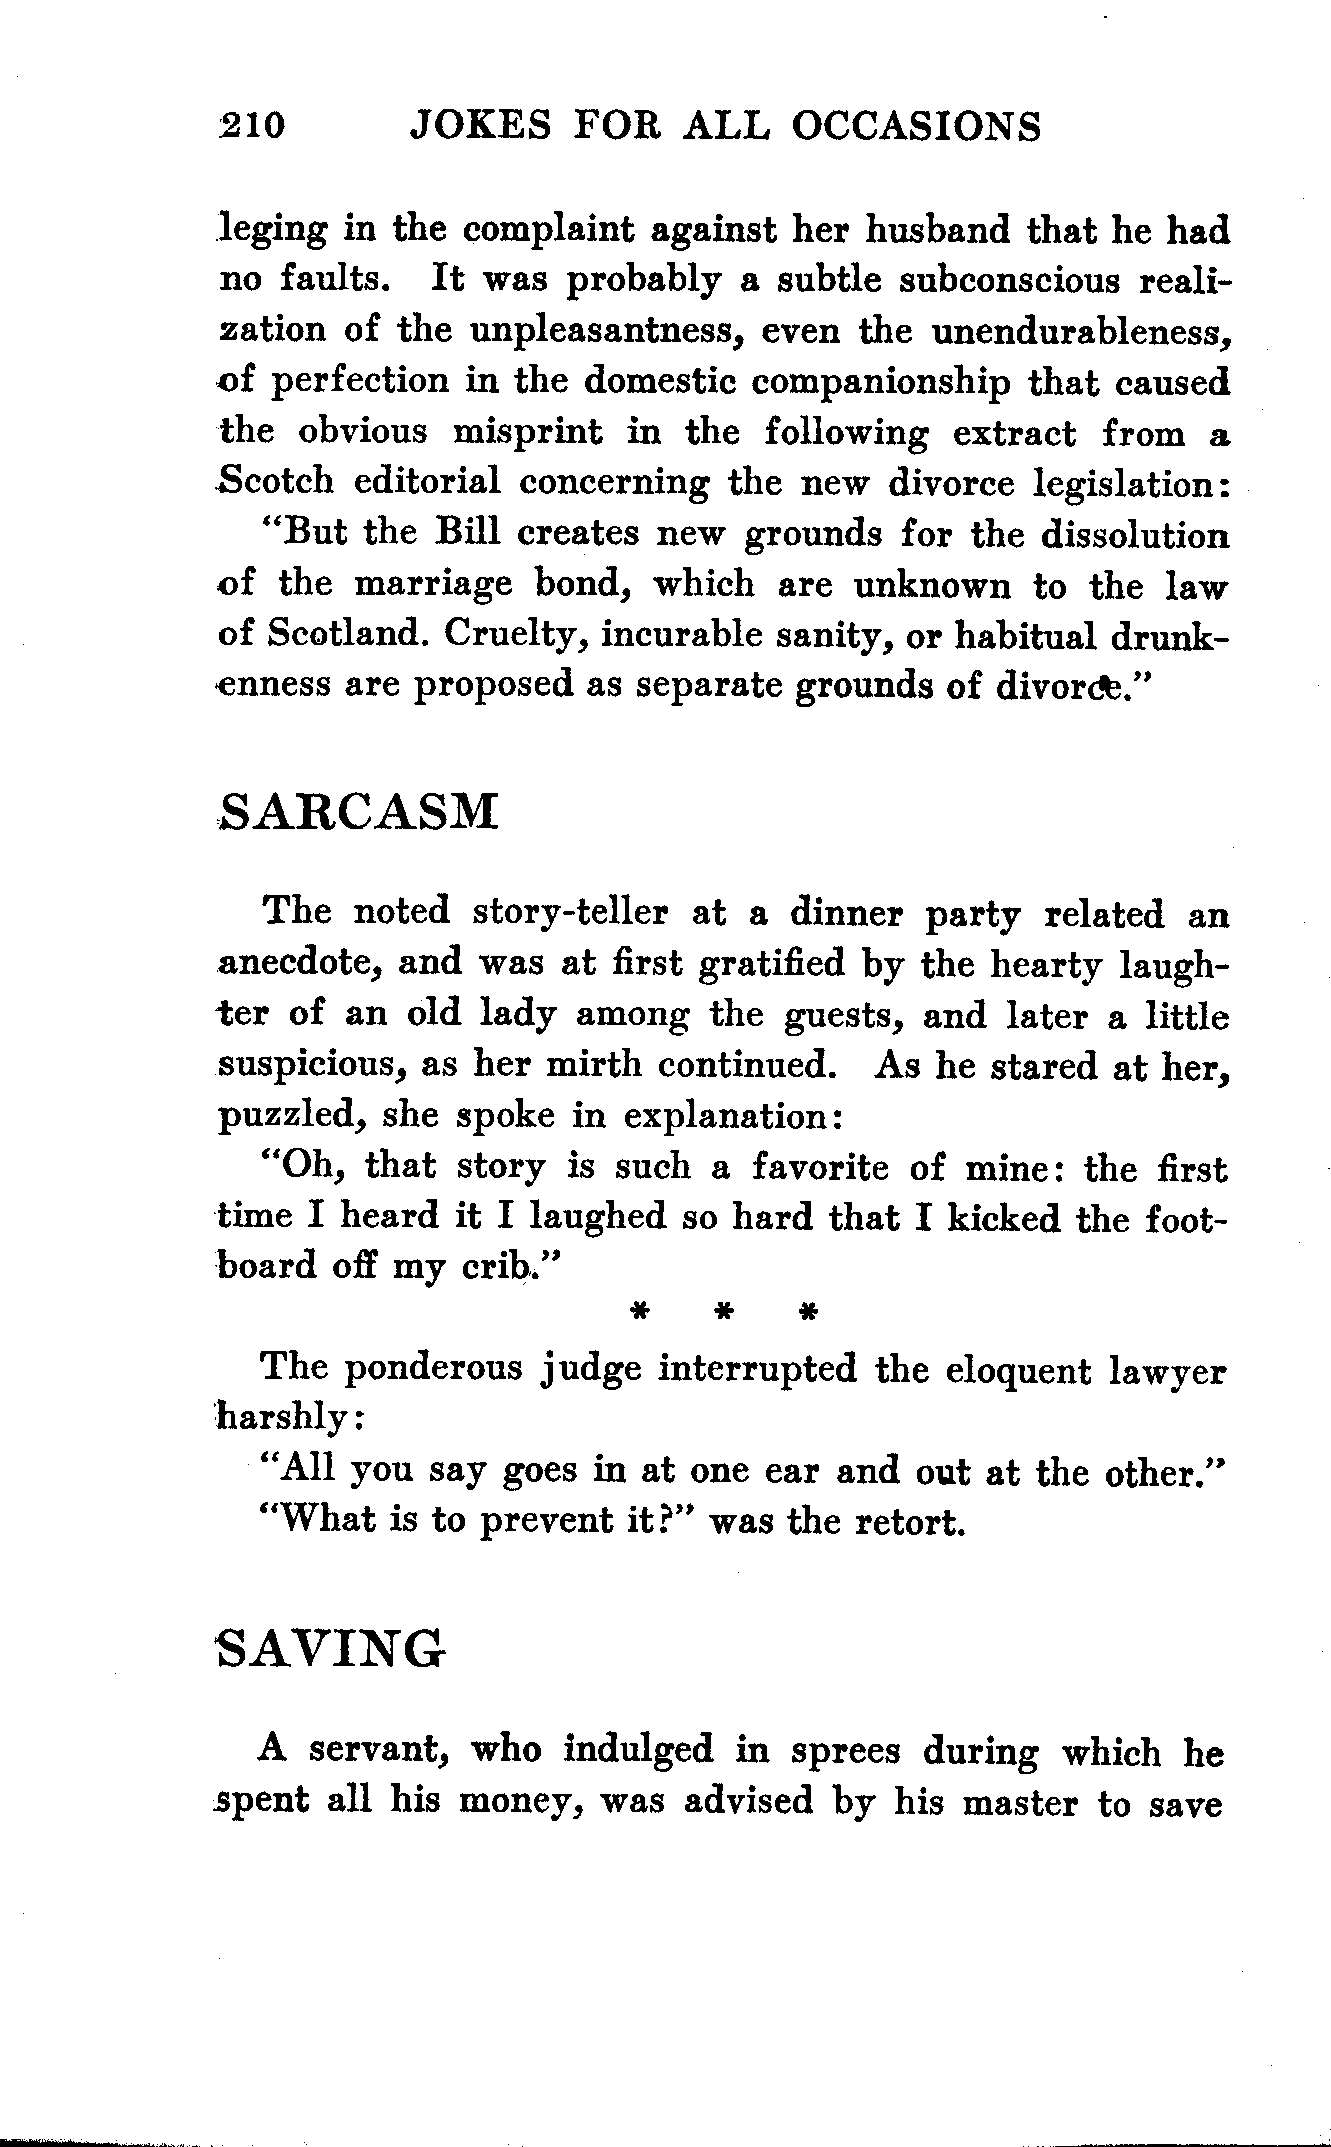 210 JOKES FOR ALL OCCASIONS
leging in the complaint against her husband that he had
no faults. It was probably a subtle subconscious reali-
zation of the unpleasantness, even the unendurableness,
of perfection in the domestic companionship that caused
the obvious misprint in the following extract from a
Scotch editorial concerning the new divorce legislation:
"But the Bill creates new grounds for the dissolution
of the marriage bond, which are unknown to the law
of Scotland. Cruelty, incurable sanity, or habitual drunk-
enness are proposed as separate grounds of divorce."
SARCASM
The noted story-teller at a dinner party related an
anecdote, and was at first gratified by the hearty laugh-
ter of an old lady among the guests, and later a little
suspicious, as her mirth continued. As he stared at her,
puzzled, she spoke in explanation:
"Oh, that story is such a favorite of mine: the first
time I heard it I laughed so hard that I kicked the foot-
board off my crib."
* * *
The ponderous judge interrupted the eloquent lawyer
harshly:
"All you say goes in at one ear and out at the other."
"What is to prevent it?" was the retort.
SAVING
A servant, who indulged in sprees during which he
spent all his money, was advised by his master to save